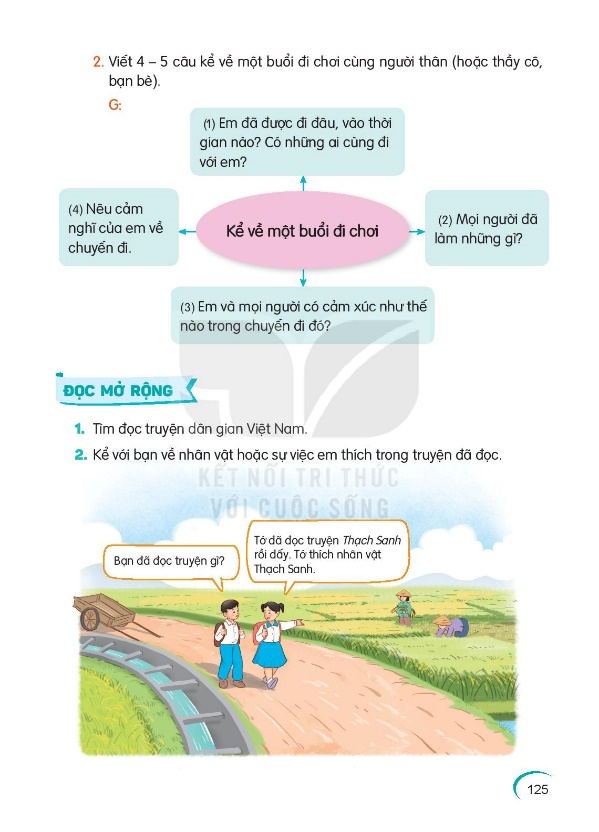 2. Viết 4 – 5 câu kể về một buổi đi chơi cùng người thân (hoặc thầy cô,
bạn bè).
G:
(1) Em đã được đi đâu, vào thời
gian nào? Có những ai cùng đi
với em?
(4) Nêu cảm
nghĩ của em về
chuyến đi.
Kể về một buổi đi chơi
(2) Mọi người đã
làm những gì?
(3) Em và mọi người có cảm xúc như thế
nào trong chuyến đi đó?
ĐỌC MỞ RỘNG
1. Tìm đọc truyện dân gian Việt Nam.
2. Kể với bạn về nhân vật hoặc sự việc em thích trong truyện đã đọc.
KẾT NỐI TRI THỨC
VỚI CUỘC SỐNG
Bạn đã đọc truyện gì?
Tớ đã đọc truyện Thạch Sanh
rồi đấy. Tớ thích nhân vật
Thạch Sanh.
125